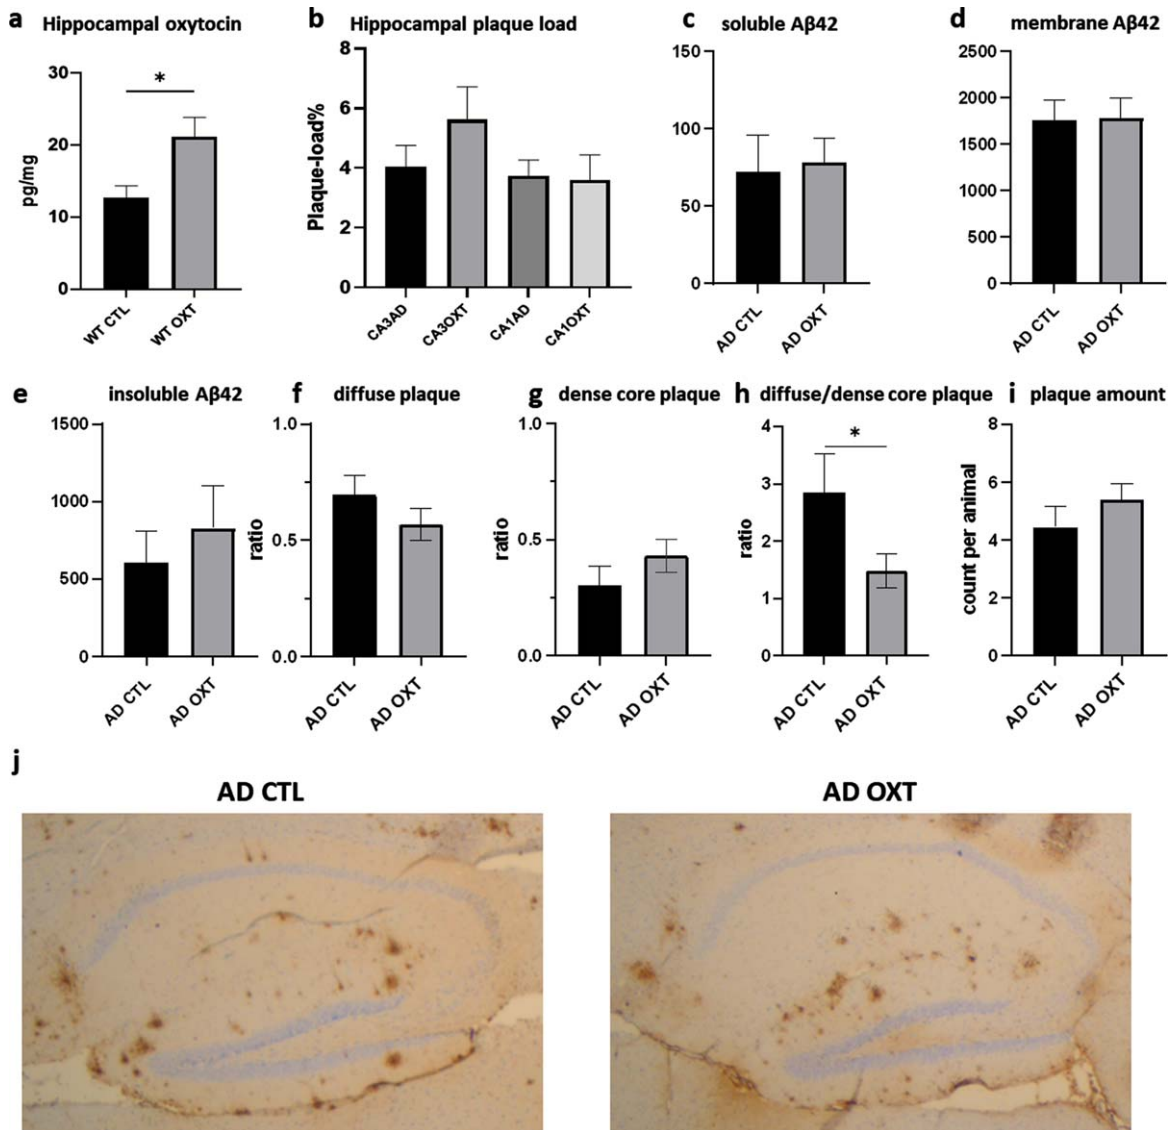 a Hippocampal oxytocin
pg/mg
30
20
10
0
*
WT CTL
WT OXT
b Hippocampal plaque load
Plaque-load%
8
6
4
2
0
CA3AD
CA3OXT
CA1AD
CA1OXT
c soluble Aβ42
150
100
50
0
AD CTL
AD OXT
d membrane Aβ42
2500
2000
1500
1000
500
0
AD CTL
AD OXT
e insoluble Aβ42
1500
1000
500
0
AD CTL
AD OXT
f diffuse plaque
ratio
1.0
0.5
0.0
AD CTL
AD OXT
g dense core plaque
ratio
1.0
0.5
0.0
AD CTL
AD OXT
h diffuse/dense core plaque
ratio
4
3
2
1
0
*
AD CTL
AD OXT
i plaque amount
count per animal
8
6
4
2
0
AD CTL
AD OXT
j
AD CTL
AD OXT